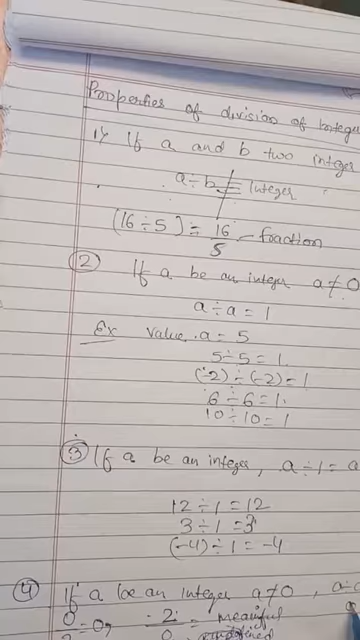 Properties of division of Integer
1) If a and b two integer
a ÷ b ≠ Integer
(16 ÷ 5) = 16/5 – fraction
② If a be an integer a ≠ 0
a ÷ a = 1
Ex Value . a = 5
5 ÷ 5 = 1
(-2) ÷ (-2) = 1
6 ÷ 6 = 1
10 ÷ 10 = 1
③ If a be an integer, a ÷ 1 = a
12 ÷ 1 = 12
3 ÷ 1 = 3
(-4) ÷ 1 = -4
④ If a be an Integer a ≠ 0,